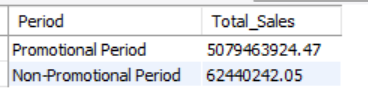 Period Total_Sales
Promotional Period 5079463924.47
Non-Promotional Period 62440242.05